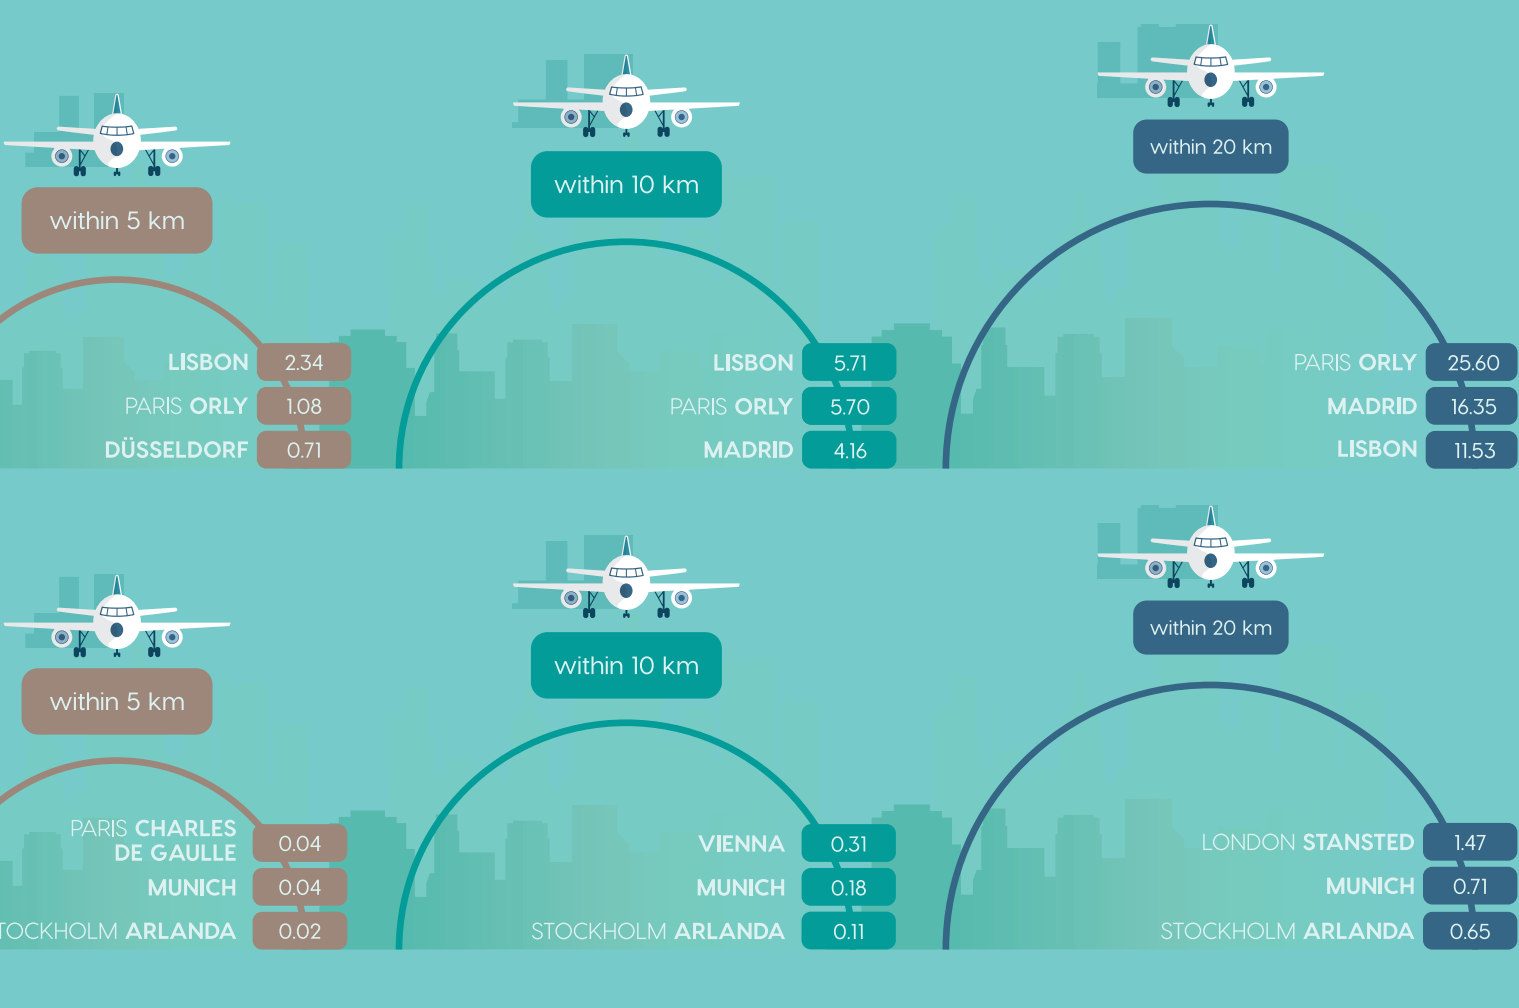 within 5 km
LISBON 2.34
PARIS ORLY 1.08
DÜSSELDORF 0.71
within 10 km
LISBON 5.71
PARIS ORLY 5.70
MADRID 4.16
within 20 km
PARIS ORLY 25.60
MADRID 16.35
LISBON 11.53
within 5 km
PARIS CHARLES
DE GAULLE 0.04
MUNICH 0.04
TOCKHOLM ARLANDA 0.02
within 10 km
VIENNA 0.31
MUNICH 0.18
STOCKHOLM ARLANDA 0.11
within 20 km
LONDON STANSTED 1.47
MUNICH 0.71
STOCKHOLM ARLANDA 0.65